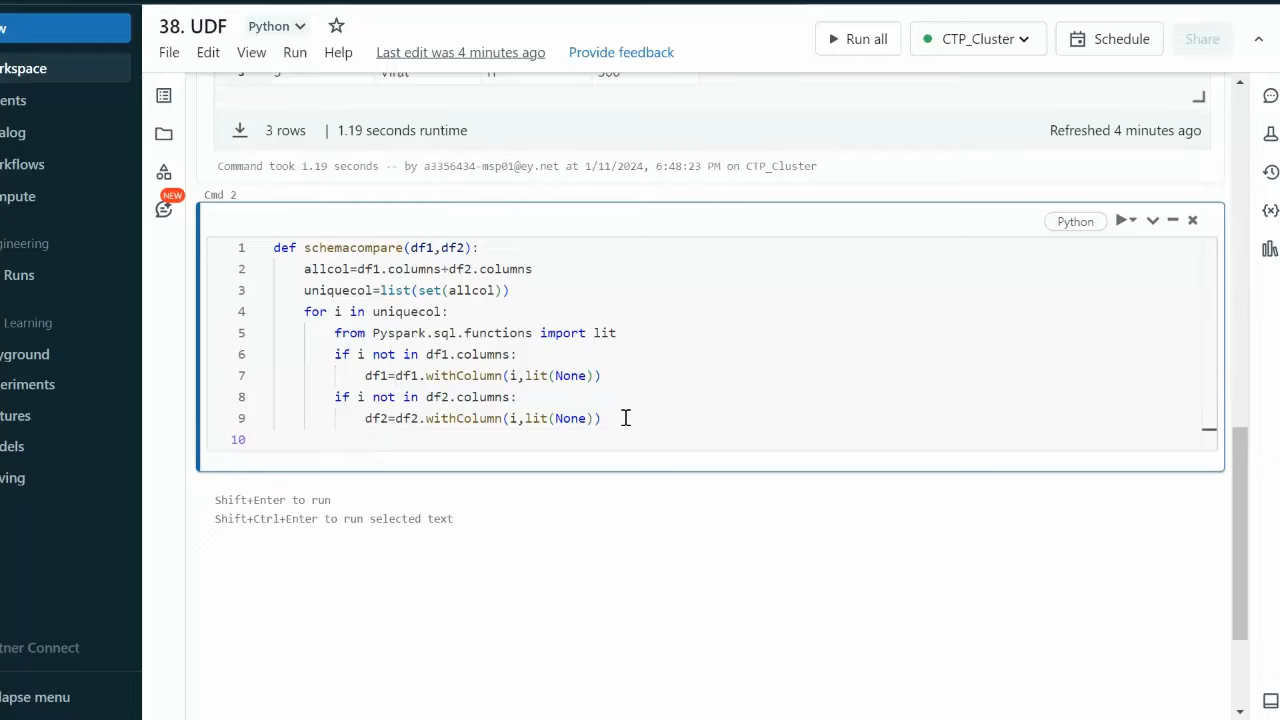 38. UDF Python
File Edit View Run Help Last edit was 4 minutes ago Provide feedback
Run all CTP_Cluster Schedule Share
w
rkspace
ents
alog
rkflows
mpute
gineering
Runs
Learning
yground
eriments
tures
dels
ving
tner Connect
lapse menu
NEW
Virat 500
3 rows | 1.19 seconds runtime Refreshed 4 minutes ago
Command took 1.19 seconds -- by a3356434-msp01@ey.net at 1/11/2024, 6:48:23 PM on CTP_Cluster
Cmd 2
Python
1 def schemacompare(df1,df2):
2 allcol=df1.columns+df2.columns
3 uniquecol=list(set(allcol))
4 for i in uniquecol:
5 from Pyspark.sql.functions import lit
6 if i not in df1.columns:
7 df1=df1.withColumn(i,lit(None))
8 if i not in df2.columns:
9 df2=df2.withColumn(i,lit(None))
10
Shift+Enter to run
Shift+Ctrl+Enter to run selected text